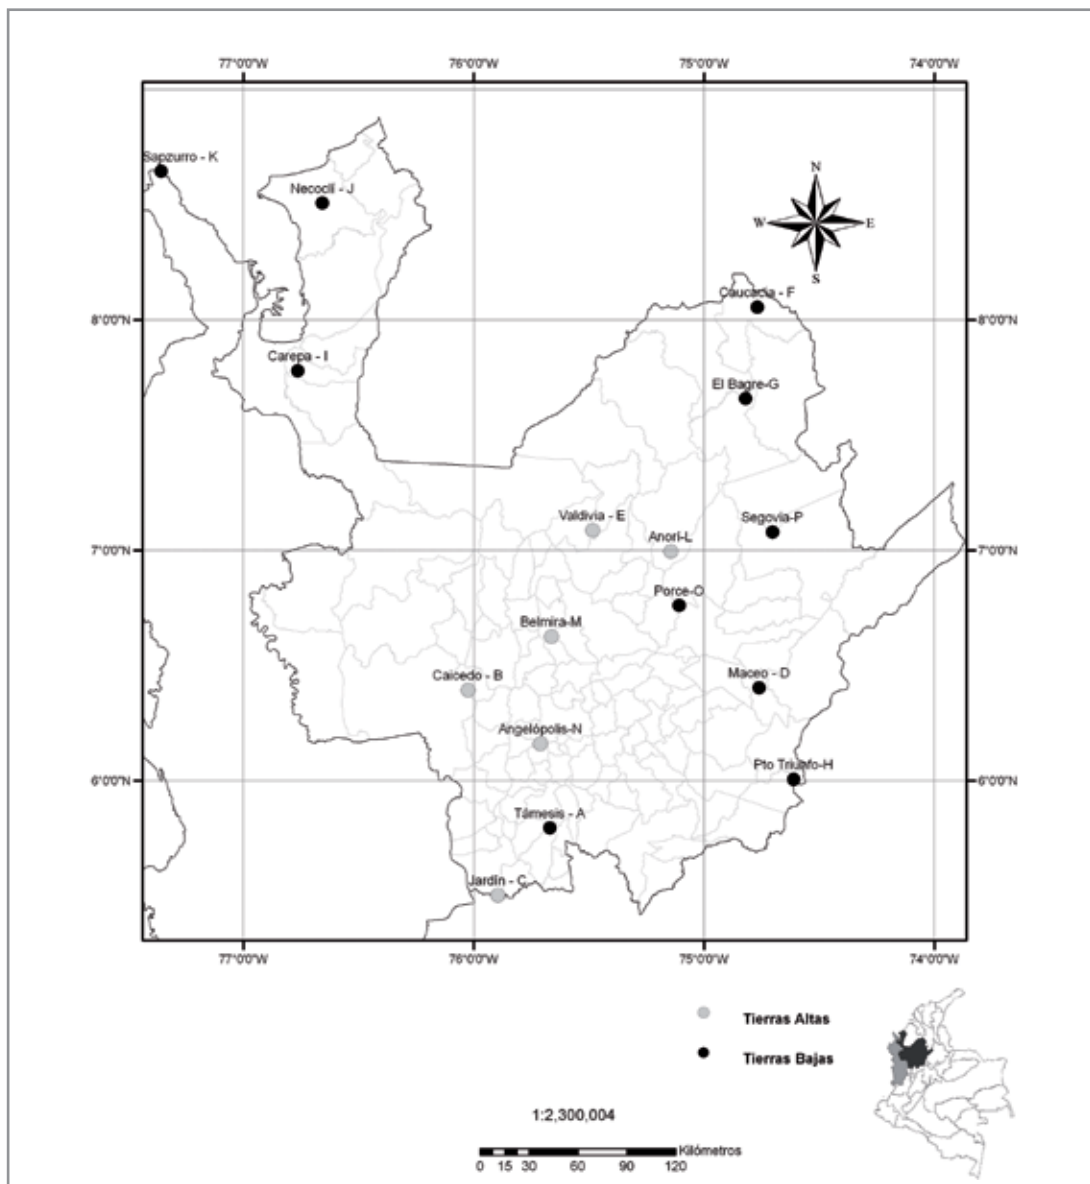 77°0'0"W 76°0'0"W 75°0'0"W 74°0'0"W
Sapzurro - K
Necoclí - J
N
W E
S
Caucacia - F
8°0'0"N 8°0'0"N
Carepa - I
El Bagre-G
Valdivia - E
Segovia-P
Anorí-L
7°0'0"N 7°0'0"N
Porce-O
Belmira-M
Caicedo - B
Maceo - D
Angelópolis-N
Pto Triunfo-H
6°0'0"N 6°0'0"N
Támesis - A
Jardín - C
77°0'0"W 76°0'0"W 75°0'0"W 74°0'0"W
Tierras Altas
Tierras Bajas
1:2,300,004
Kilómetros
0 15 30 60 90 120